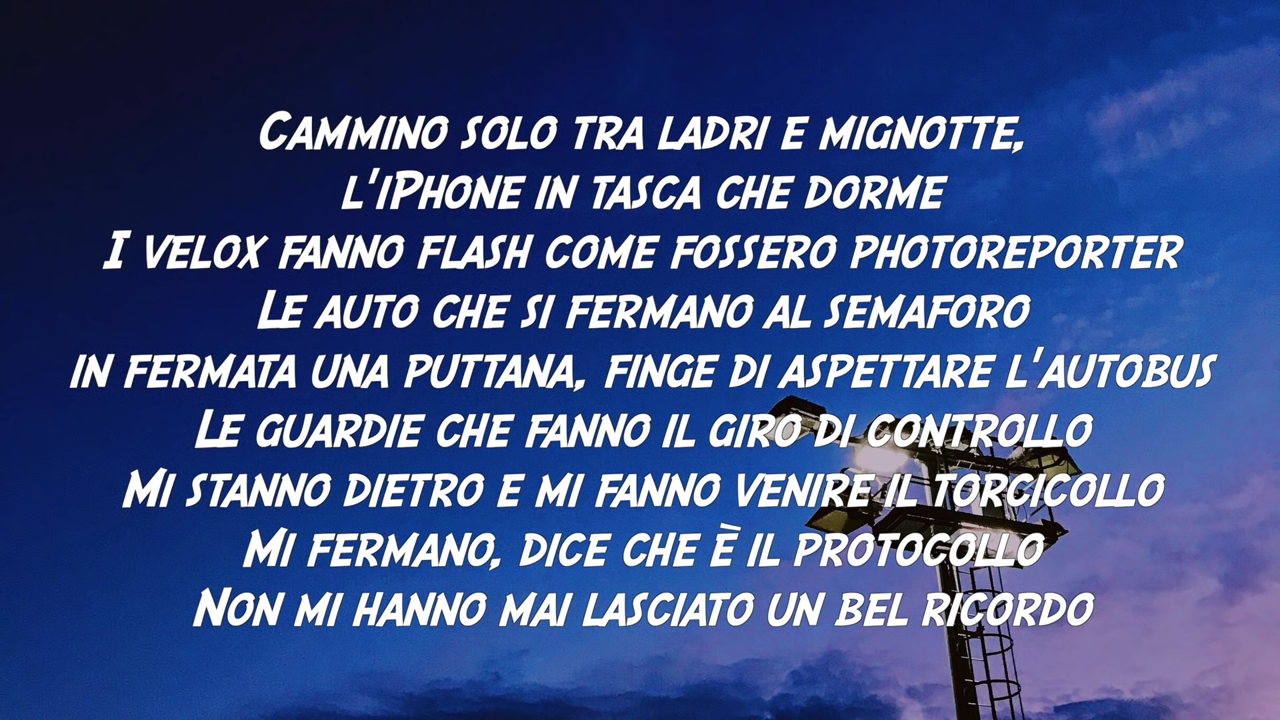 Cammino solo tra ladri e mignotte,
l'iPhone in tasca che dorme
I velox fanno flash come fossero photoreporter
Le auto che si fermano al semaforo
in fermata una puttana, finge di aspettare l'autobus
Le guardie che fanno il giro di controllo
Mi stanno dietro e mi fanno venire il torcicollo
Mi fermano, dice che è il protocollo
Non mi hanno mai lasciato un bel ricordo